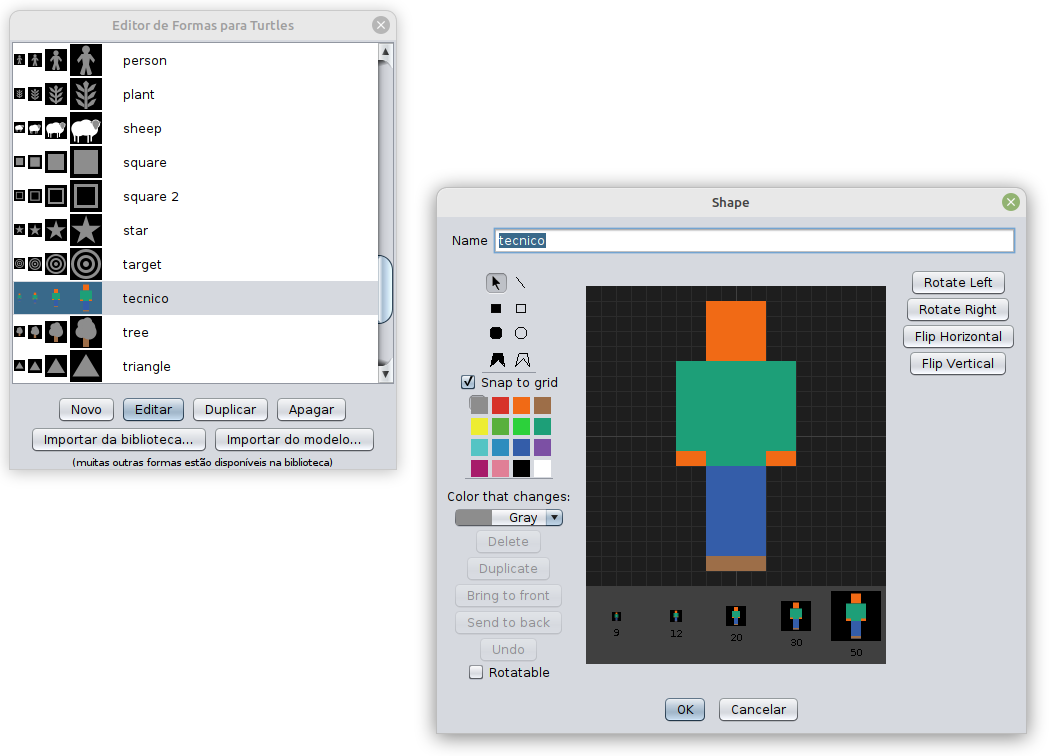 Editor de Formas para Turtles
person
plant
sheep
square
square 2
star
target
tecnico
tree
triangle
Novo
Editar
Duplicar
Apagar
Importar da biblioteca...
Importar do modelo...
(muitas outras formas estão disponíveis na biblioteca)
Shape
Name
tecnico
Snap to grid
Color that changes:
Gray
Delete
Duplicate
Bring to front
Send to back
Undo
Rotatable
9
12
20
30
50
Rotate Left
Rotate Right
Flip Horizontal
Flip Vertical
OK
Cancelar